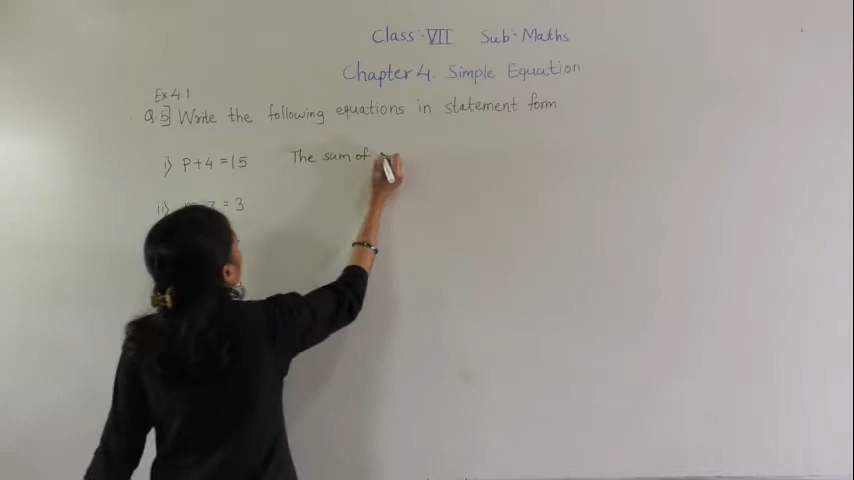 Class-VII Sub·Maths
Chapter 4. Simple Equation
Ex 4.1
Q.5] Write the following equations in statement form
i) P+4 = 15 The sum of
ii) = 3